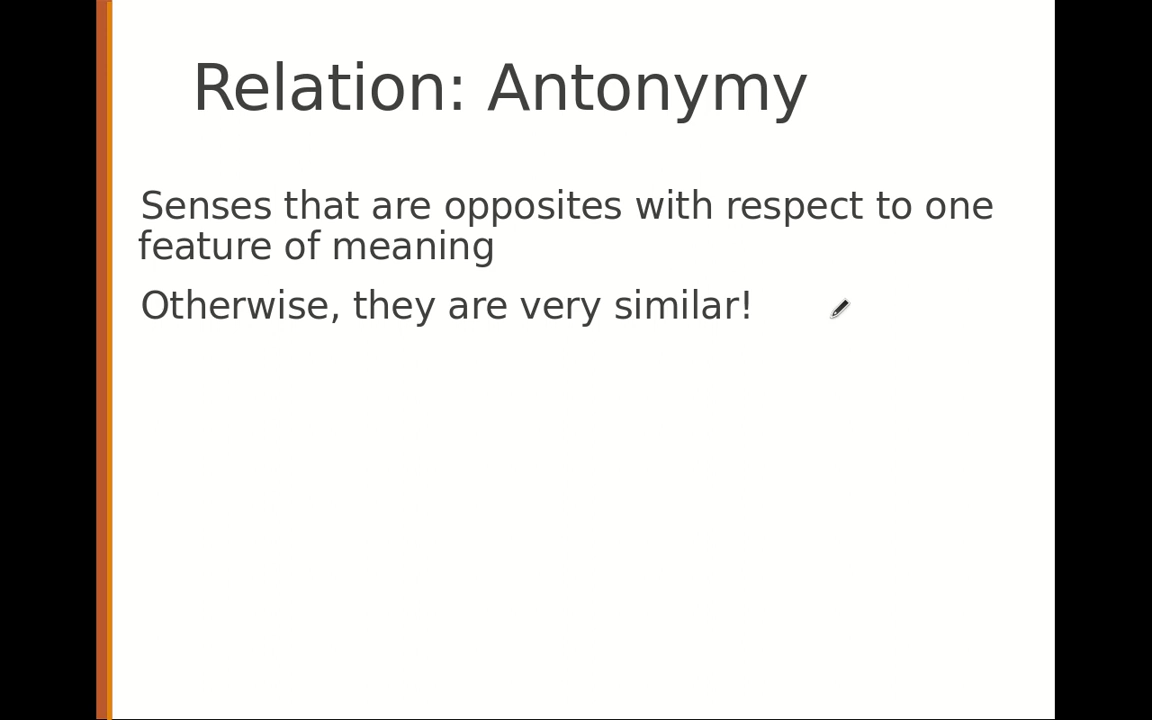 Relation: Antonymy
Senses that are opposites with respect to one
feature of meaning
Otherwise, they are very similar!